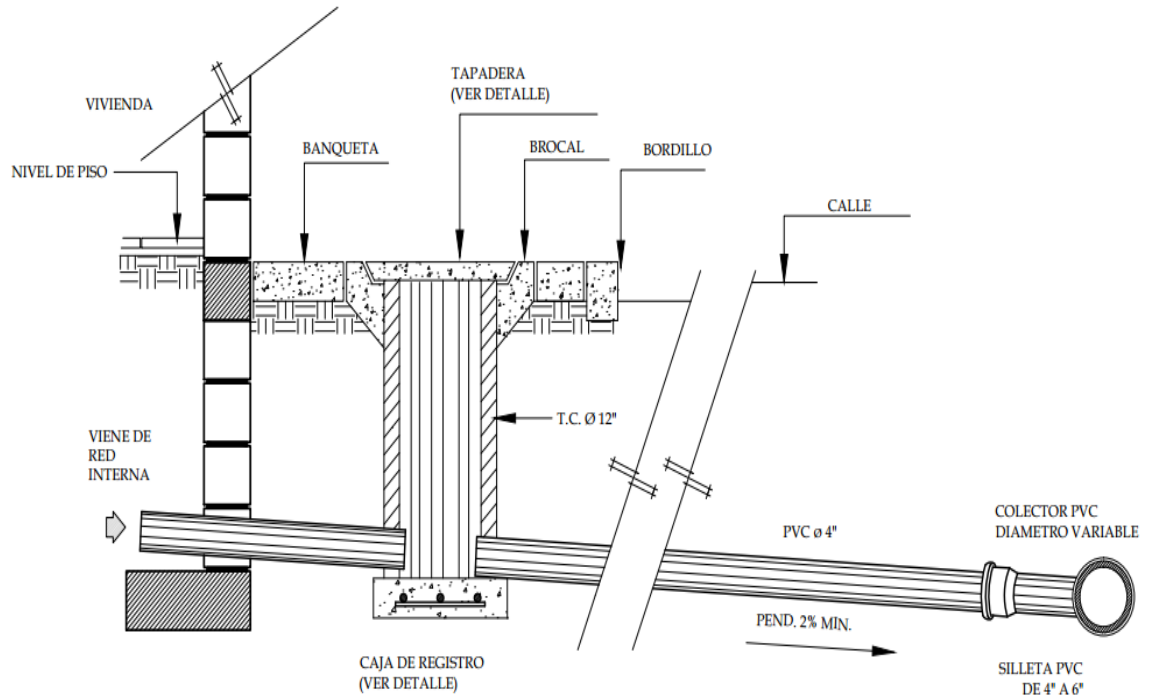 TAPADERA
(VER DETALLE)
VIVIENDA
BANQUETA
BROCAL
BORDILLO
NIVEL DE PISO
CALLE
T.C. Ø 12"
VIENE DE
RED
INTERNA
PVC ø 4"
COLECTOR PVC
DIAMETRO VARIABLE
PEND. 2% MIN.
CAJA DE REGISTRO
(VER DETALLE)
SILLETA PVC
DE 4" A 6"